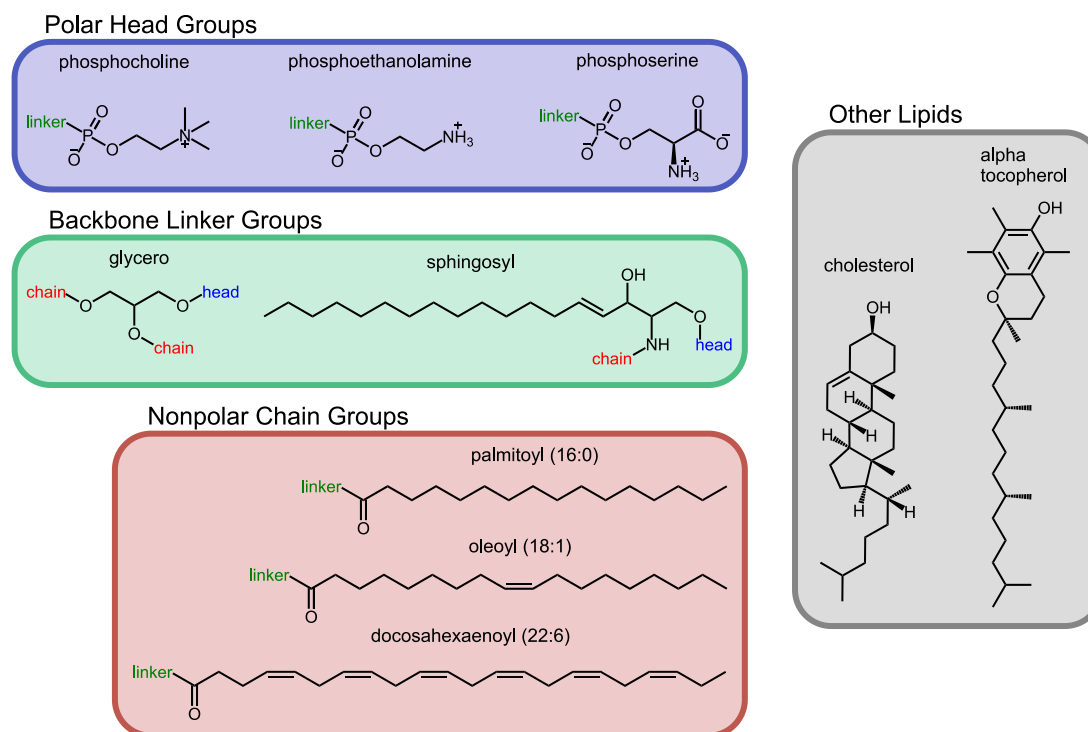 Polar Head Groups
phosphocholine
linker
P
O
O
O
N
+
phosphoethanolamine
linker
P
O
O
O
NH3
+
phosphoserine
linker
P
O
O
O
O
O
NH3
+
Backbone Linker Groups
glycero
chain
O
O
head
O
chain
sphingosyl
OH
O
chain
NH
head
Nonpolar Chain Groups
palmitoyl (16:0)
linker
O
oleoyl (18:1)
linker
O
docosahexaenoyl (22:6)
linker
O
Other Lipids
alpha
tocopherol
OH
O
cholesterol
OH
H
H
H
H
H